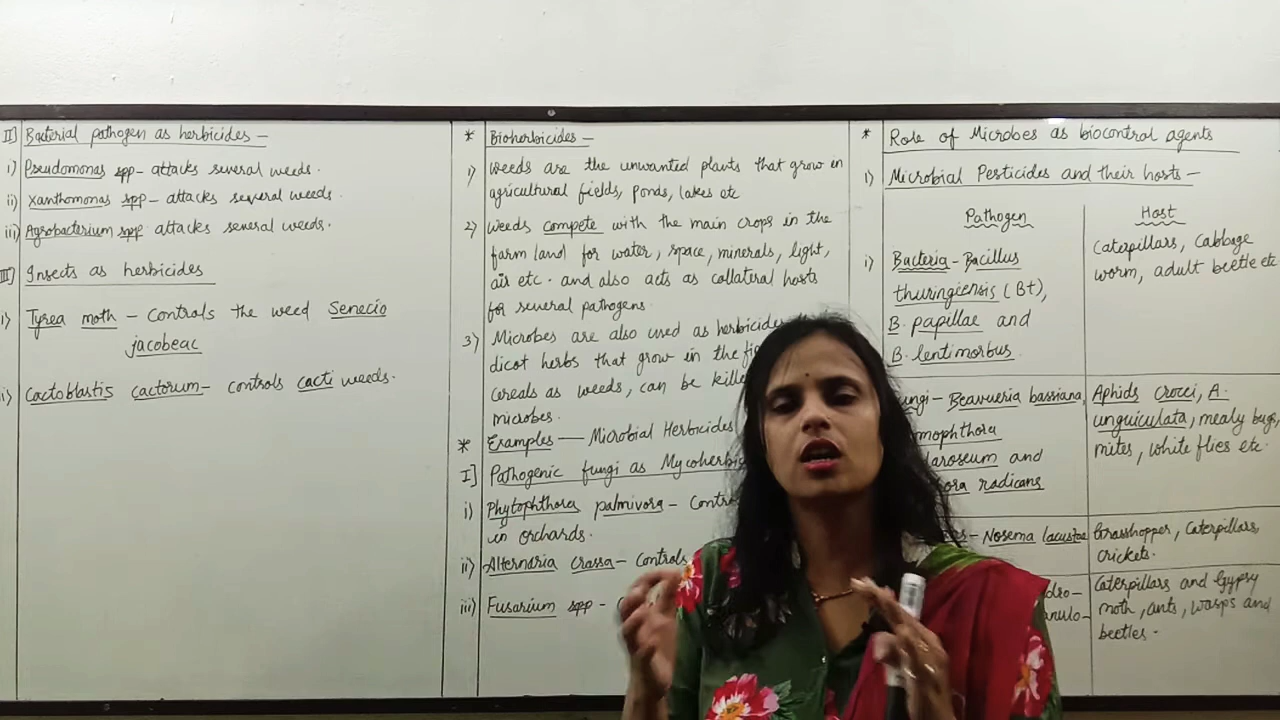 II] Bacterial pathogen as herbicides -
i) Pseudomonas spp - attacks several weeds.
ii) Xanthomonas spp - attacks several weeds.
iii) Agrobacterium spp attacks several weeds.
III] Insects as herbicides
i) Tyrea moth - controls the weed Senecio
jacobeac
i) Cactoblastis cactorum - controls cacti weeds.
* Bioherbicides -
1) Weeds are the unwanted plants that grow in
agricultural fields, ponds, lakes etc
2) Weeds compete with the main crops in the
farm land for water, space, minerals, light,
air etc. and also acts as collateral hosts
for several pathogens.
3) Microbes are also used as herbicides
dicot herbs that grow in the
cereals as weeds, can be
microbes.
* Examples - Microbial Herbicides
I] Pathogenic fungi as
i) Phytophthora palmivora -
in orchards.
ii) Alternaria crassa - Controls
iii) Fusarium spp -
* Role of Microbes as biocontrol agents
1) Microbial Pesticides and their hosts -
Pathogen Host
i) Bacteria - Bacillus
thuringiensis (Bt),
B. papillae and
B. lentimorbus.
Caterpillars, Cabbage
worm, adult beetle etc
- Beavueria bassiana,
and
radicans
Aphids crocci, A.
unguiculata, mealy bugs,
mites, white flies etc.
- Nosema lacustae
Grasshopper, Caterpillars,
crickets.
Caterpillars and Gypsy
moth, ants, wasps and
beetles.